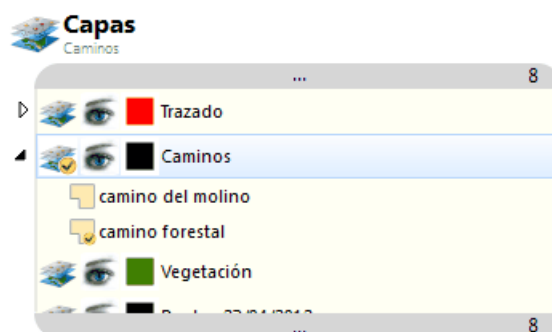 Capas
Caminos
... 8
Trazado
Caminos
camino del molino
camino forestal
Vegetación
... 8